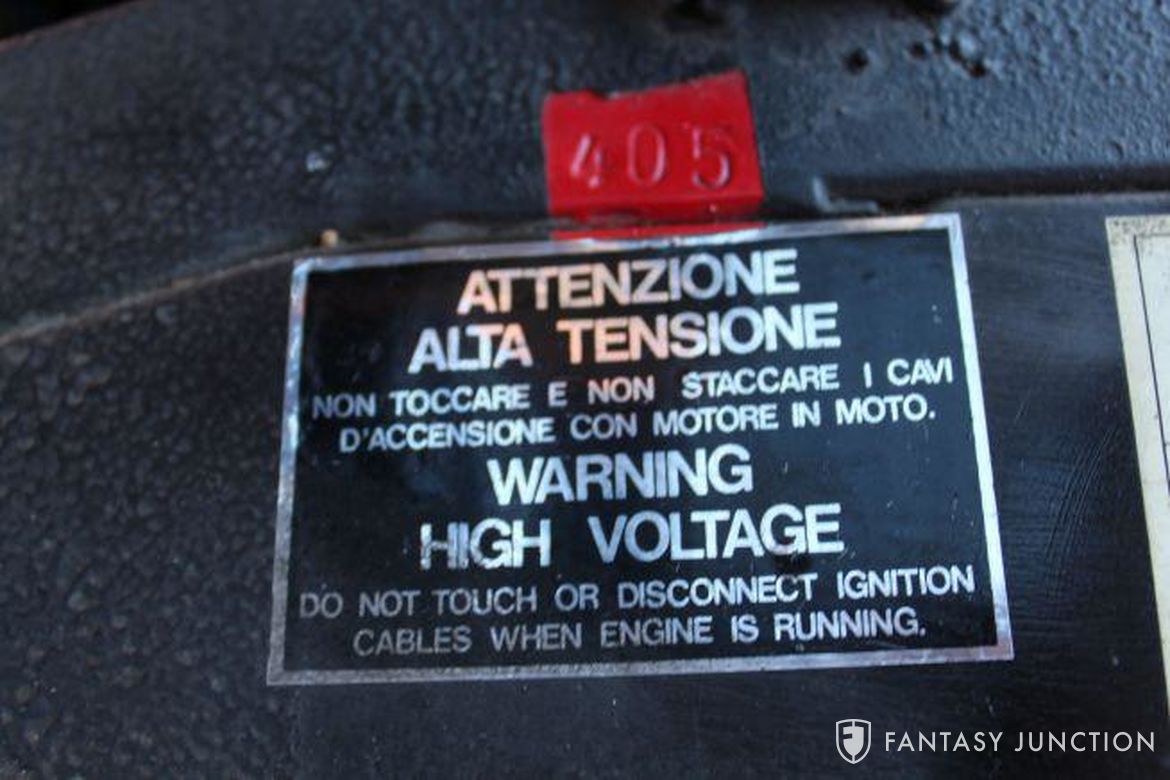 405
ATTENZIONE
ALTA TENSIONE
NON TOCCARE E NON STACCARE I CAVI
D'ACCENSIONE CON MOTORE IN MOTO.
WARNING
HIGH VOLTAGE
DO NOT TOUCH OR DISCONNECT IGNITION
CABLES WHEN ENGINE IS RUNNING.
FANTASY JUNCTION